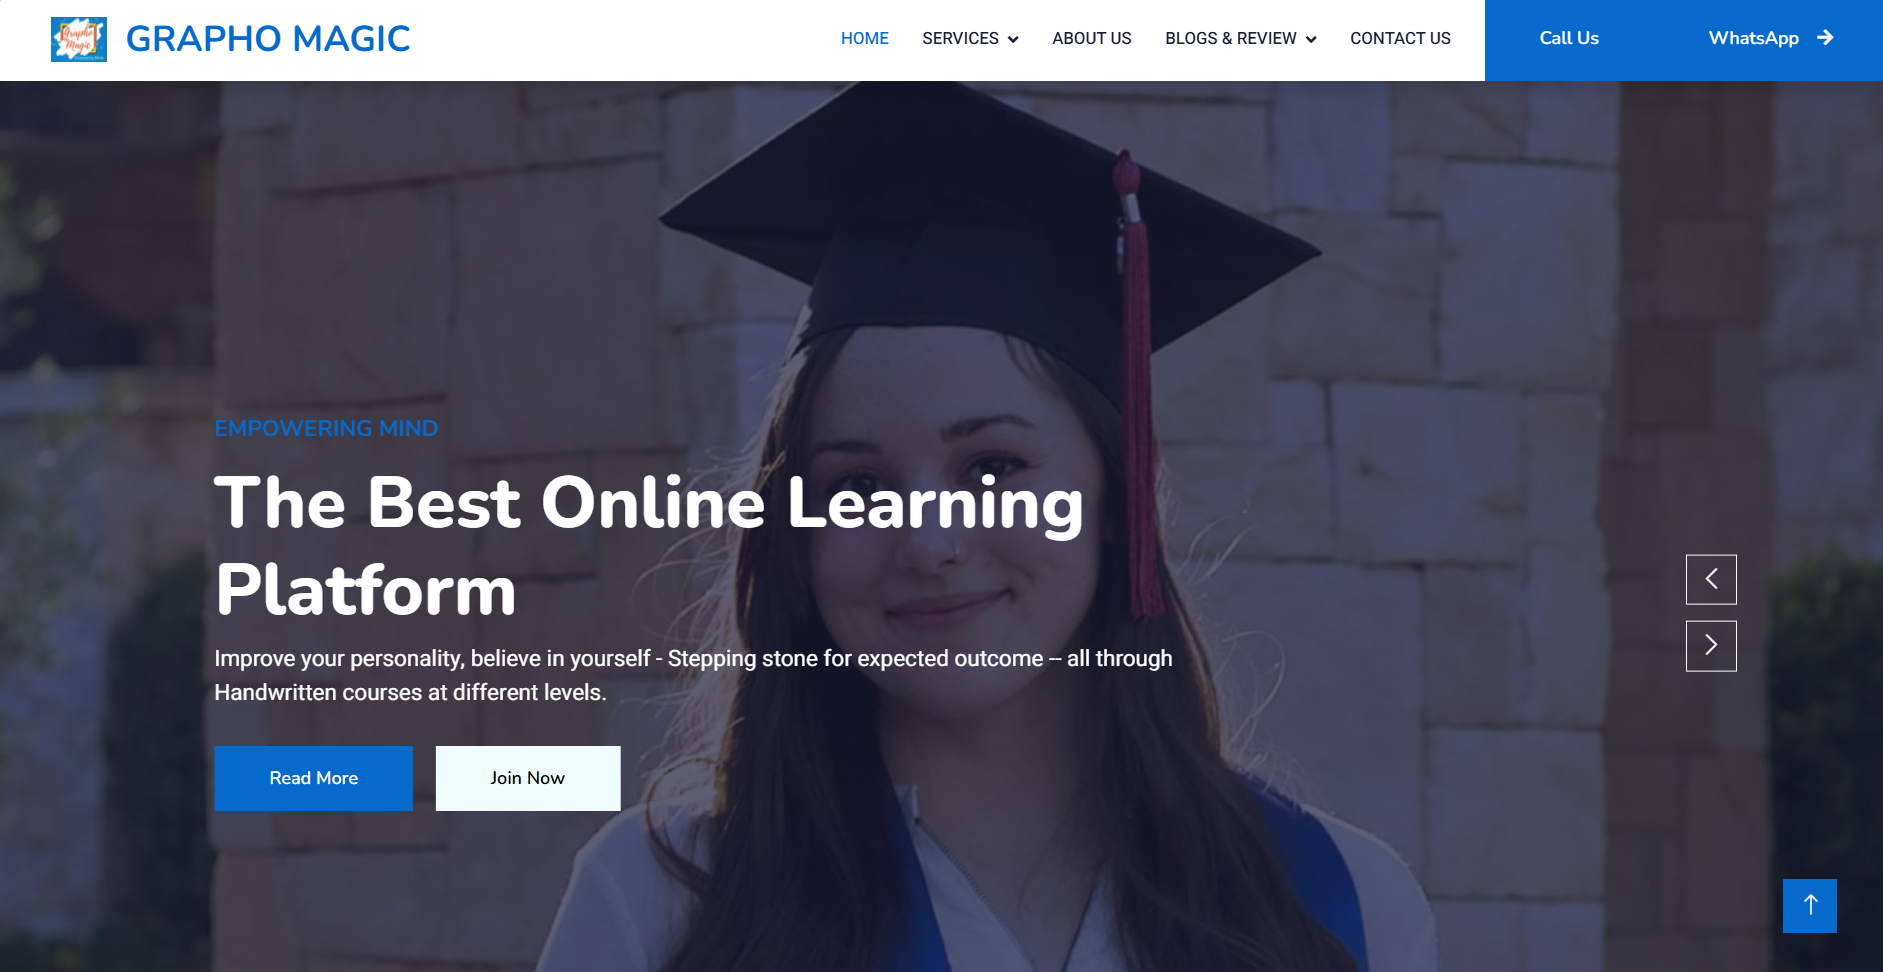 Grapho
Magic
GRAPHO MAGIC
HOME
SERVICES
ABOUT US
BLOGS & REVIEW
CONTACT US
Call Us
WhatsApp
EMPOWERING MIND
The Best Online Learning
Platform
Improve your personality, believe in yourself - Stepping stone for expected outcome -- all through
Handwritten courses at different levels.
Read More
Join Now